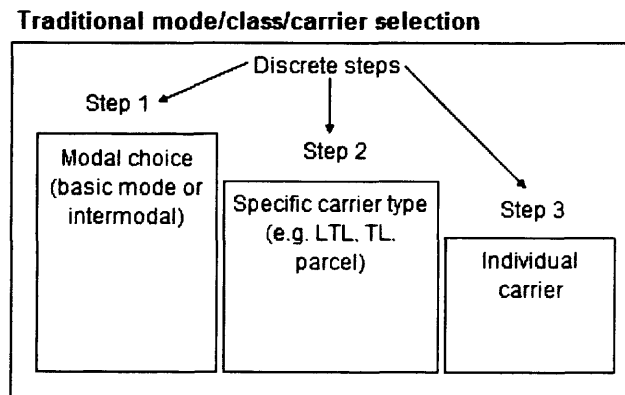 Traditional mode/class/carrier selection
Discrete steps
Step 1
Modal choice
(basic mode or
intermodal)
Step 2
Specific carrier type
(e.g. LTL, TL,
parcel)
Step 3
Individual
carrier